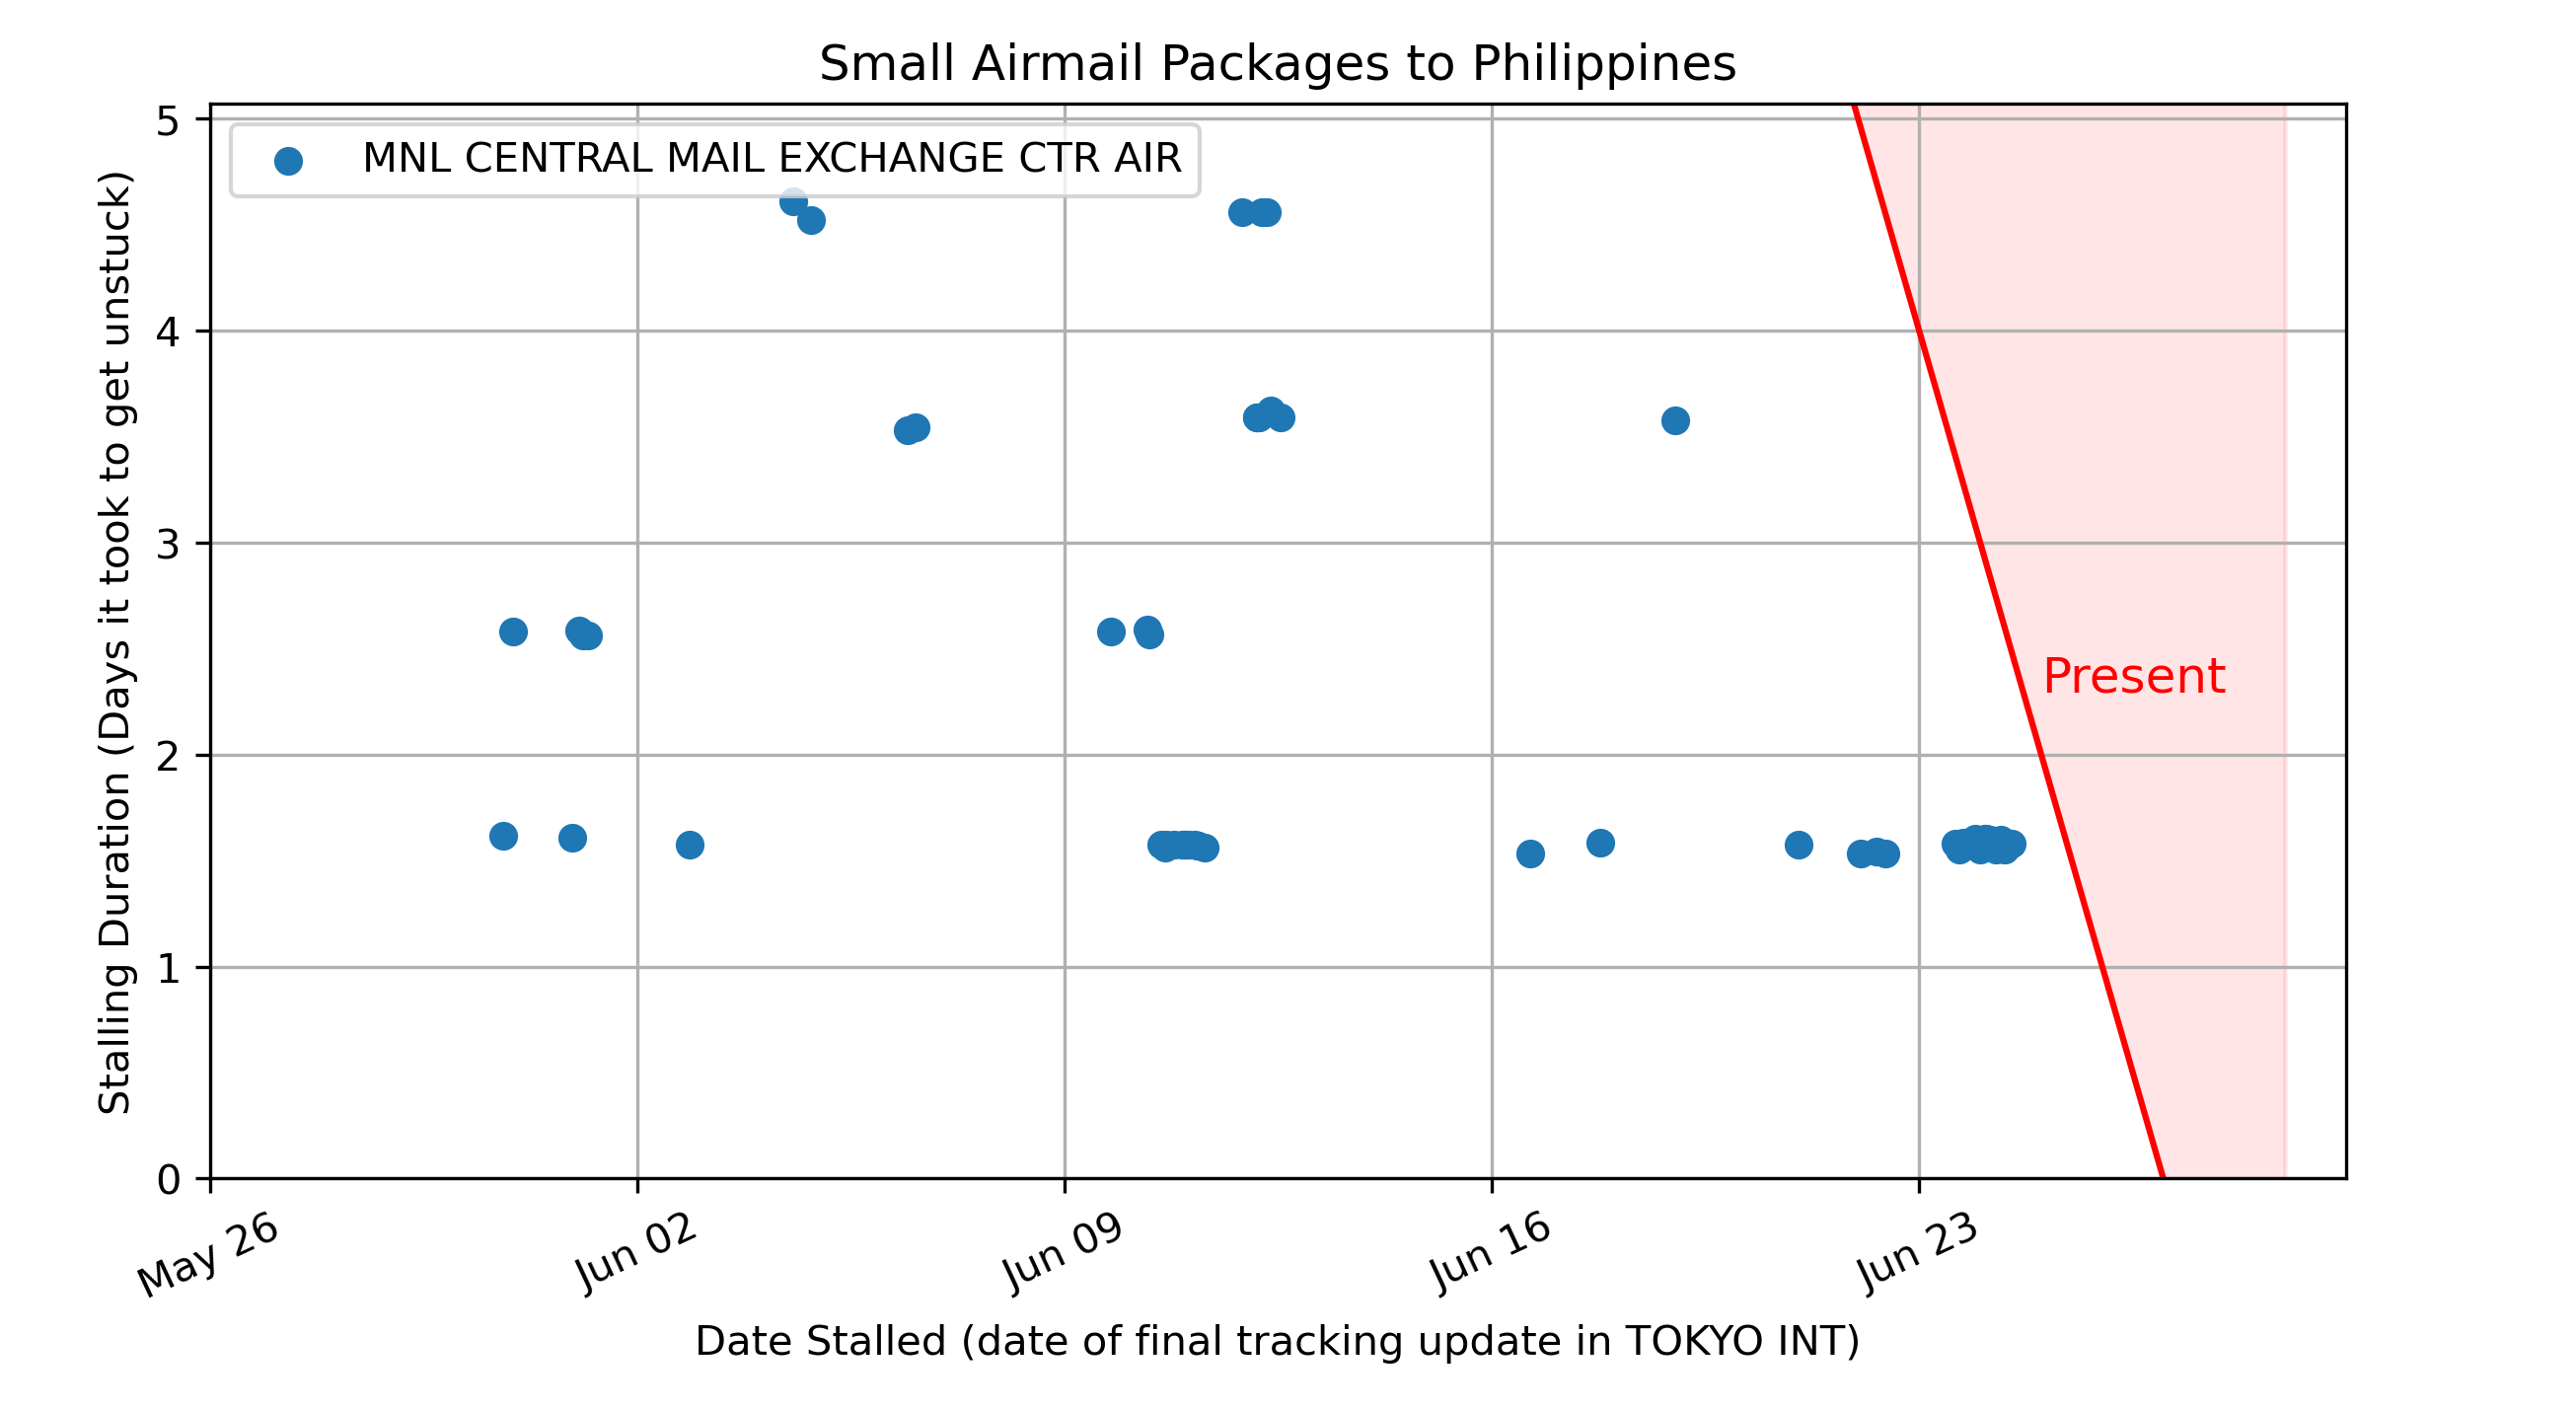 Small Airmail Packages to Philippines
MNL CENTRAL MAIL EXCHANGE CTR AIR
Stalling Duration (Days it took to get unstuck)
5
4
3
2
1
0
Present
May 26
Jun 02
Jun 09
Jun 16
Jun 23
Date Stalled (date of final tracking update in TOKYO INT)